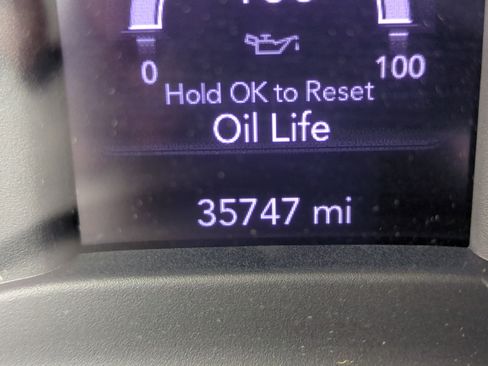 0
100
Hold OK to Reset
Oil Life
35747 mi